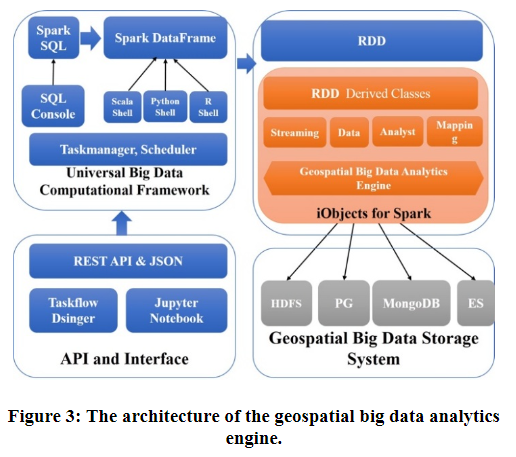 Spark
SQL
Spark DataFrame
SQL
Console
Scala
Shell
Python
Shell
R
Shell
Taskmanager, Scheduler
Universal Big Data
Computational Framework
REST API & JSON
Taskflow
Dsinger
Jupyter
Notebook
API and Interface
RDD
RDD Derived Classes
Streaming
Data
Analyst
Mappin
g
Geospatial Big Data Analytics
Engine
iObjects for Spark
HDFS
PG
MongoDB
ES
Geospatial Big Data Storage
System
Figure 3: The architecture of the geospatial big data analytics
engine.